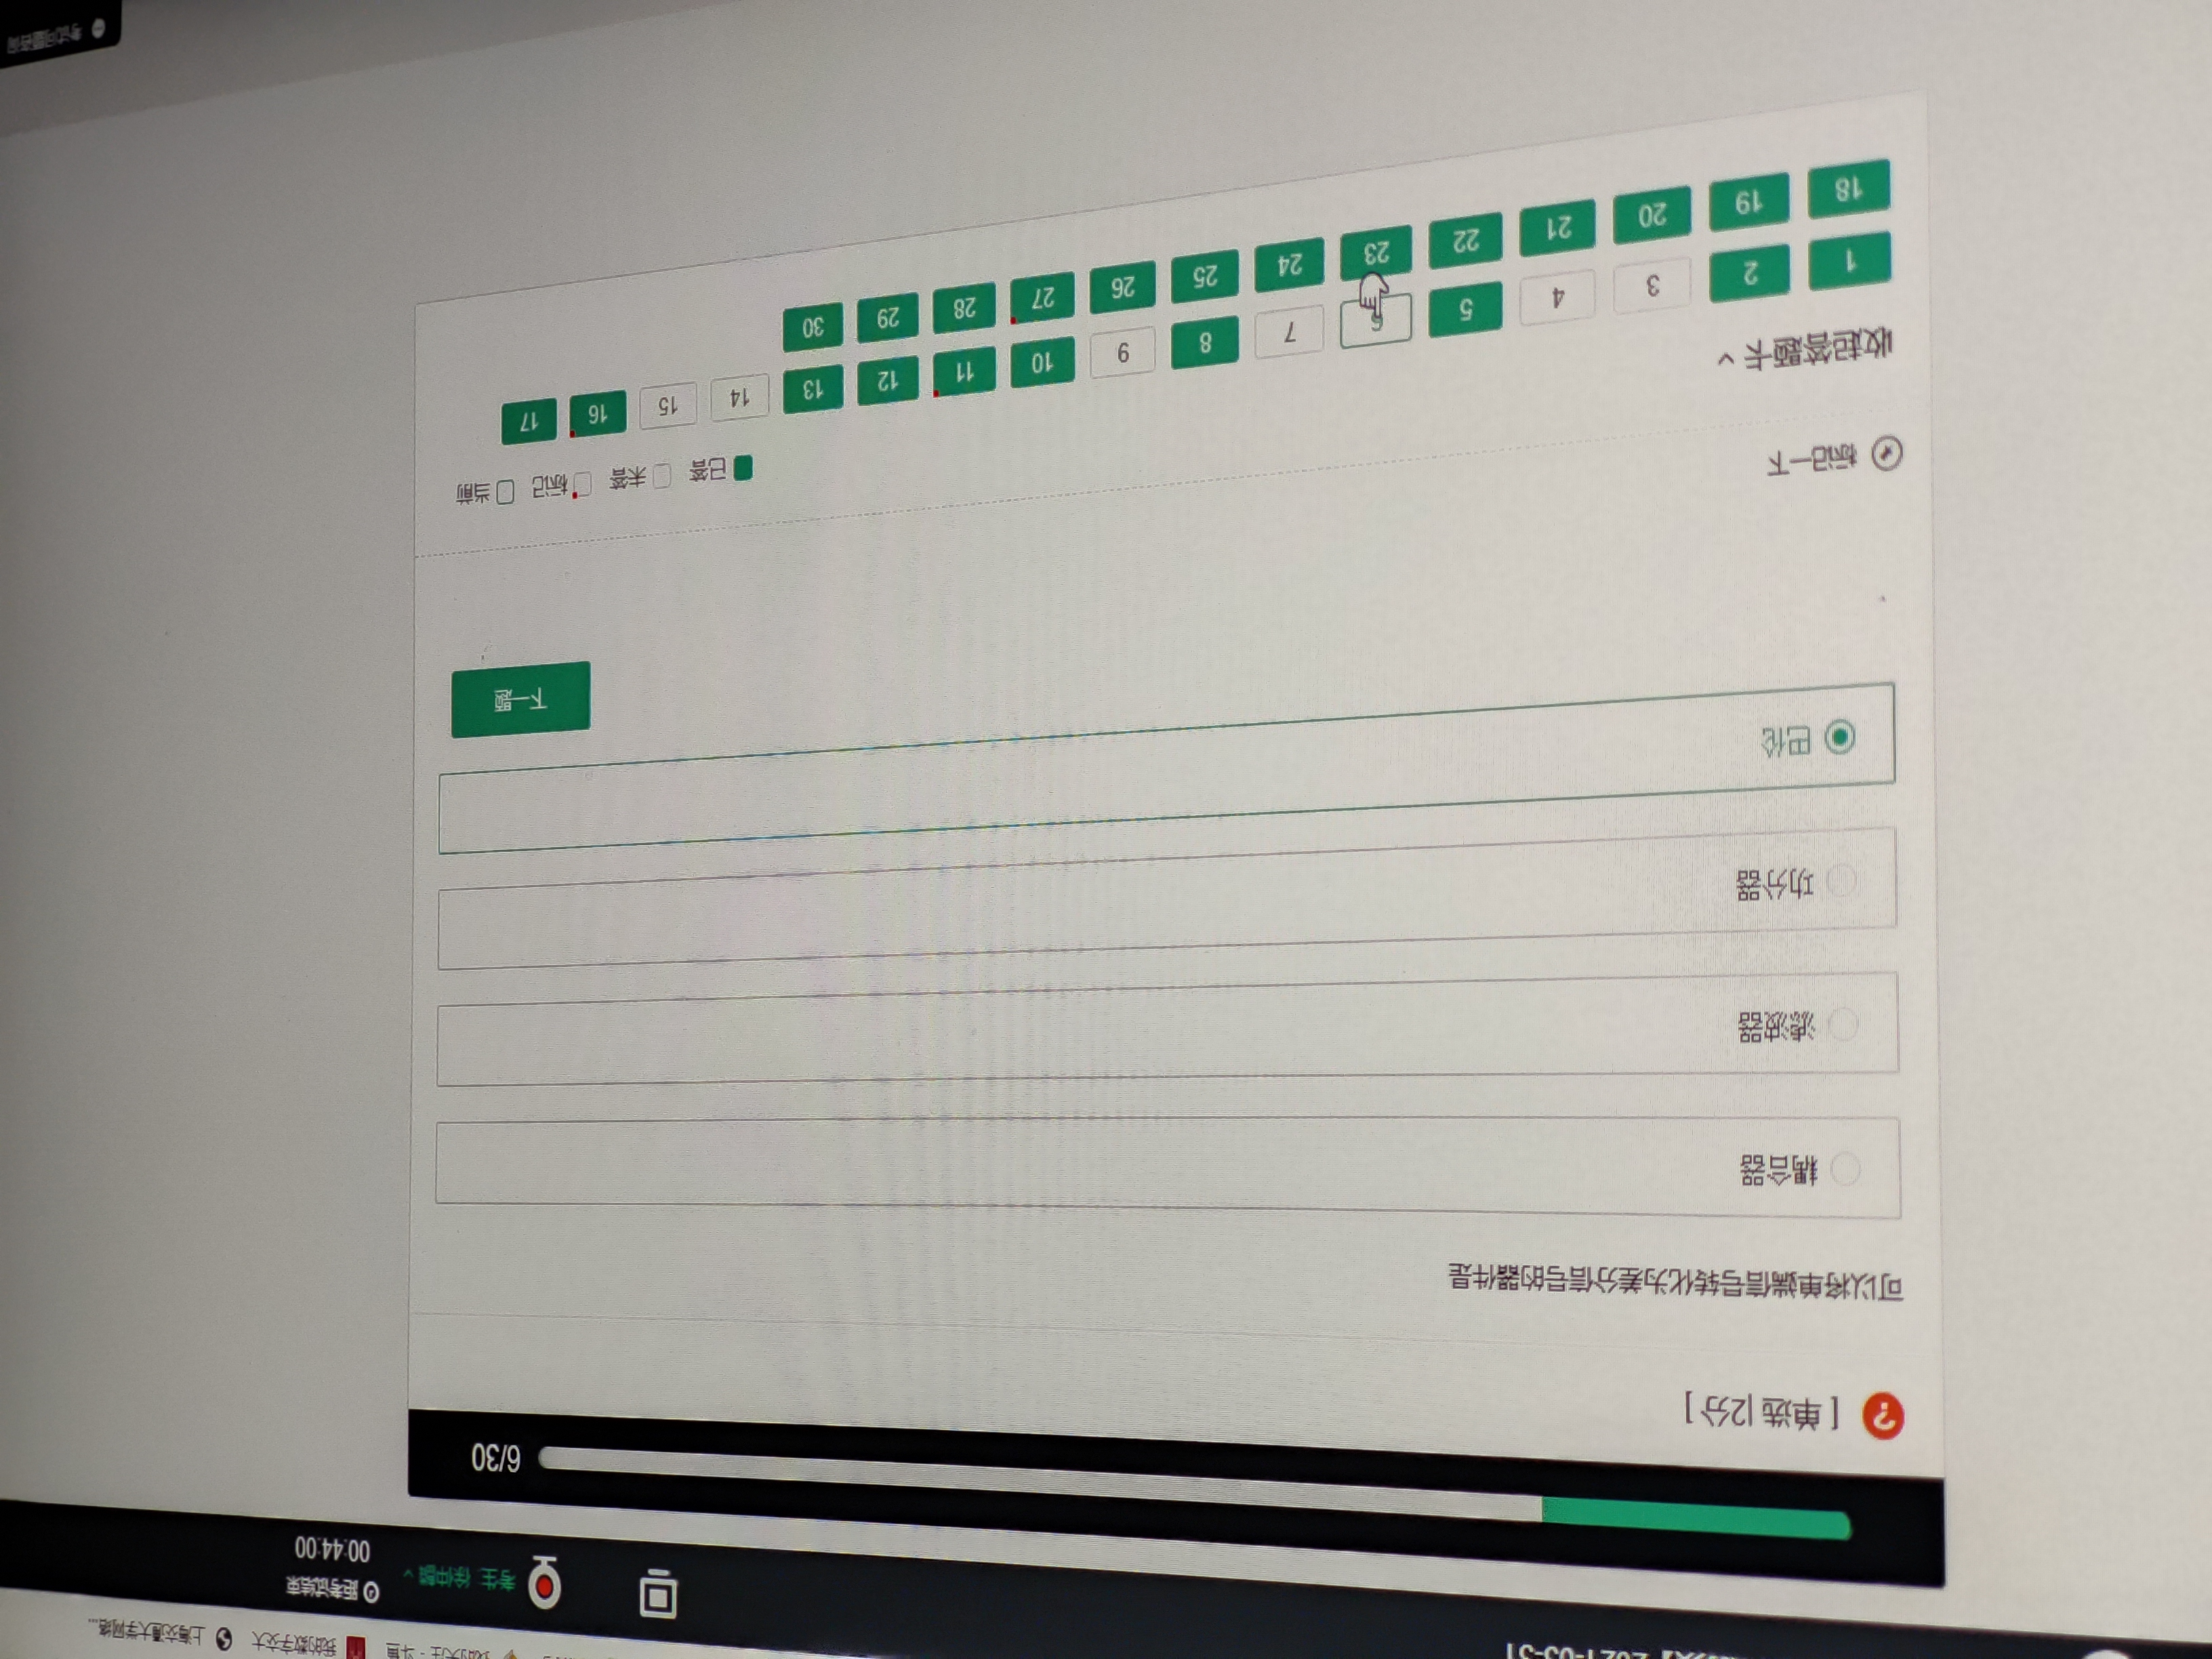 2021-03-31
我的关注 - 斗鱼
我的数字交大
上海交通大学网络...
考生 徐仲麟
距考试结束
00:44:00
6/30
? [ 单选 |2分 ]
可以将单端信号转化为差分信号的器件是
耦合器
滤波器
功分器
巴伦
下一题
标记一下
已答 未答 标记 当前
收起答题卡
1 2 3 4 5 6 7 8 9 10 11 12 13 14 15 16 17
18 19 20 21 22 23 24 25 26 27 28 29 30
考试问题咨询